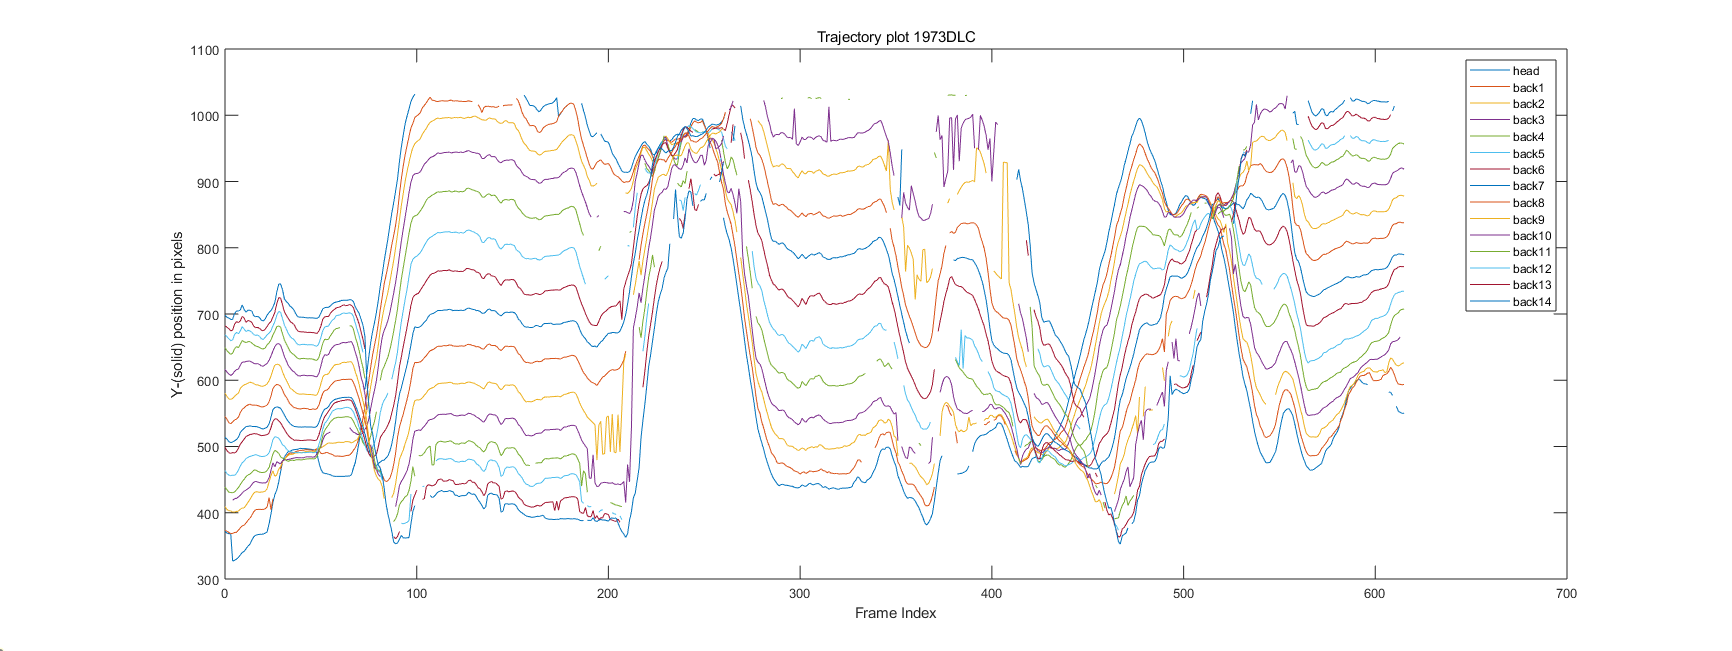 Trajectory plot 1973DLC
1100
1000
900
800
700
600
500
400
300
Y-(solid) position in pixels
0
100
200
300
400
500
600
700
Frame Index
head
back1
back2
back3
back4
back5
back6
back7
back8
back9
back10
back11
back12
back13
back14